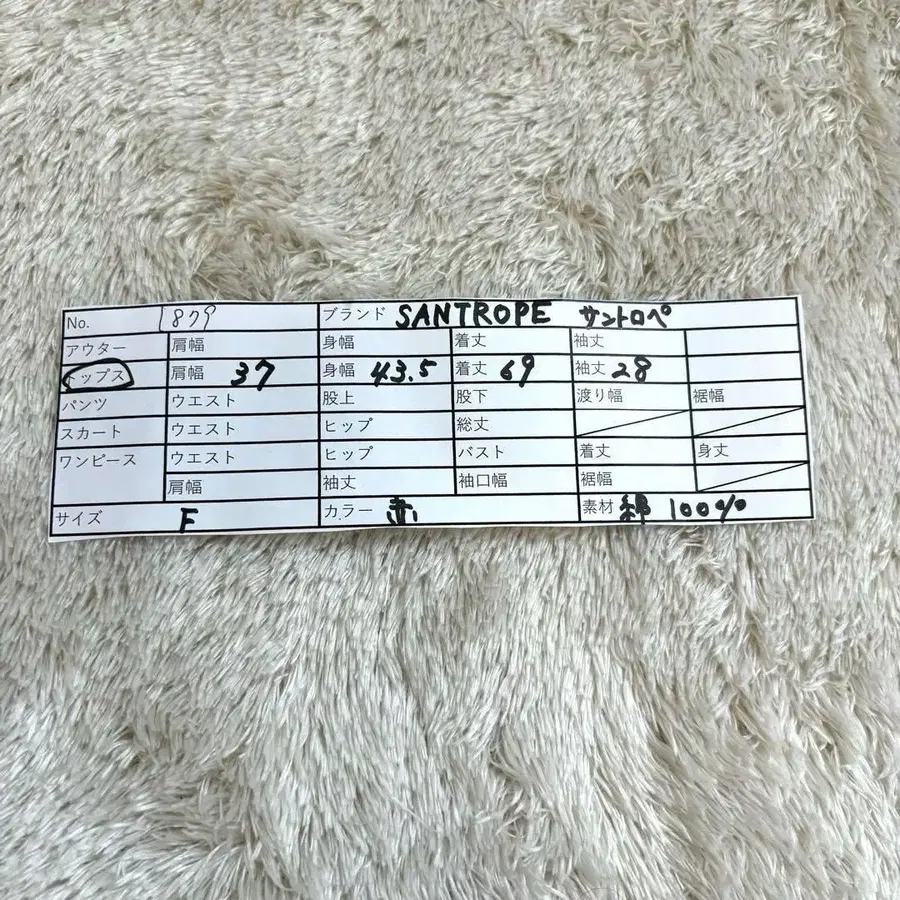 No. 879 ブランド SANTROPE サントロペ
アウター 肩幅 身幅 着丈 袖丈
トップス 肩幅 37 身幅 43.5 着丈 69 袖丈 28
パンツ ウエスト 股上 股下 渡り幅 裾幅
スカート ウエスト ヒップ 総丈
ワンピース ウエスト ヒップ バスト 着丈 身丈
肩幅 袖丈 袖口幅 裾幅
サイズ F カラー 赤 素材 綿 100%